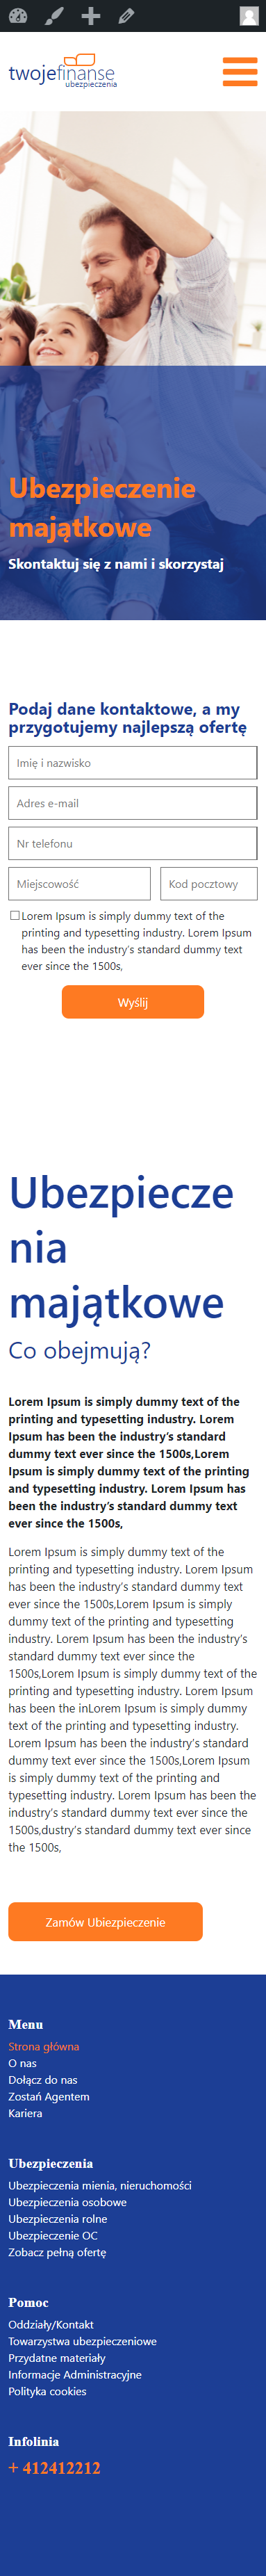 twojefinanse
ubezpieczenia
Ubezpieczenie
majątkowe
Skontaktuj się z nami i skorzystaj
Podaj dane kontaktowe, a my
przygotujemy najlepszą ofertę
Imię i nazwisko
Adres e-mail
Nr telefonu
Miejscowość Kod pocztowy
Lorem Ipsum is simply dummy text of the
printing and typesetting industry. Lorem Ipsum
has been the industry's standard dummy text
ever since the 1500s,
Wyślij
Ubezpiecze
nia
majątkowe
Co obejmują?
Lorem Ipsum is simply dummy text of the
printing and typesetting industry. Lorem
Ipsum has been the industry's standard
dummy text ever since the 1500s,Lorem
Ipsum is simply dummy text of the printing
and typesetting industry. Lorem Ipsum has
been the industry's standard dummy text
ever since the 1500s,
Lorem Ipsum is simply dummy text of the
printing and typesetting industry. Lorem Ipsum
has been the industry's standard dummy text
ever since the 1500s,Lorem Ipsum is simply
dummy text of the printing and typesetting
industry. Lorem Ipsum has been the industry's
standard dummy text ever since the
1500s,Lorem Ipsum is simply dummy text of the
printing and typesetting industry. Lorem Ipsum
has been the inLorem Ipsum is simply dummy
text of the printing and typesetting industry.
Lorem Ipsum has been the industry's standard
dummy text ever since the 1500s,Lorem Ipsum
is simply dummy text of the printing and
typesetting industry. Lorem Ipsum has been the
industry's standard dummy text ever since the
1500s,dustry's standard dummy text ever since
the 1500s,
Zamów Ubiezpieczenie
Menu
Strona główna
O nas
Dołącz do nas
Zostań Agentem
Kariera
Ubezpieczenia
Ubezpieczenia mienia, nieruchomości
Ubezpieczenia osobowe
Ubezpieczenia rolne
Ubezpieczenie OC
Zobacz pełną ofertę
Pomoc
Oddziały/Kontakt
Towarzystwa ubezpieczeniowe
Przydatne materiały
Informacje Administracyjne
Polityka cookies
Infolinia
+ 412412212